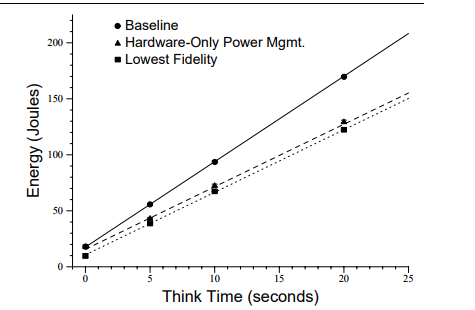 Baseline
Hardware-Only Power Mgmt.
Lowest Fidelity
200
150
100
50
0
Energy (Joules)
0 5 10 15 20 25
Think Time (seconds)